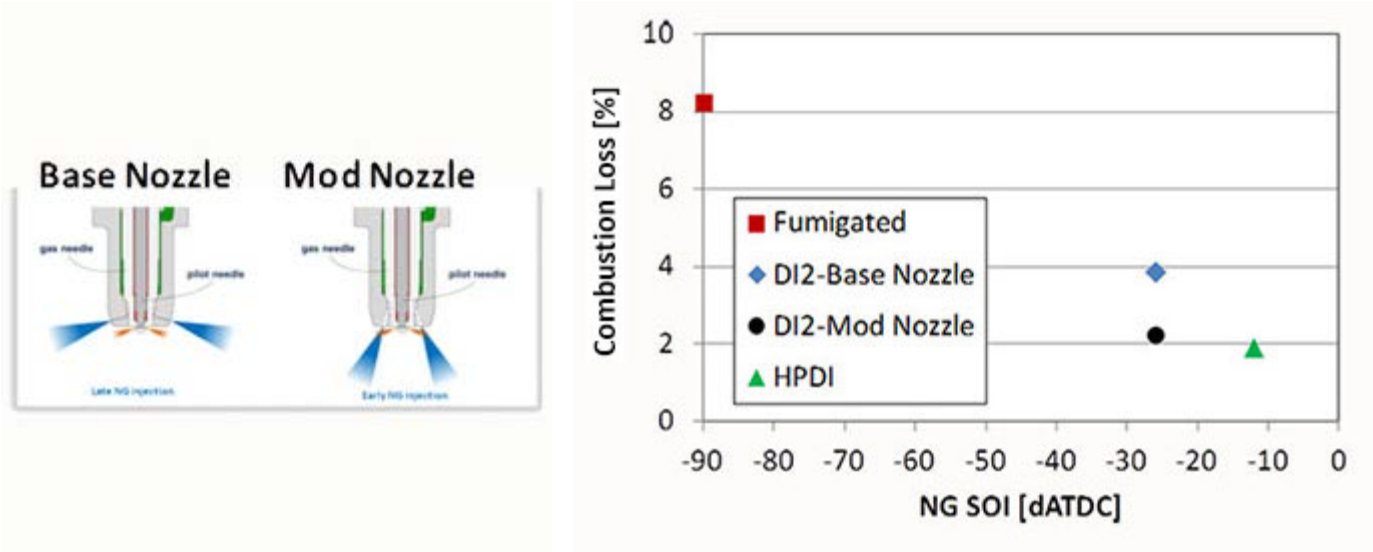 Base Nozzle
Mod Nozzle
gas needle
pilot needle
Late NG injection
gas needle
pilot needle
Early NG injection
Combustion Loss [%]
10
8
6
4
2
0
Fumigated
DI2-Base Nozzle
DI2-Mod Nozzle
HPDI
-90 -80 -70 -60 -50 -40 -30 -20 -10 0
NG SOI [dATDC]